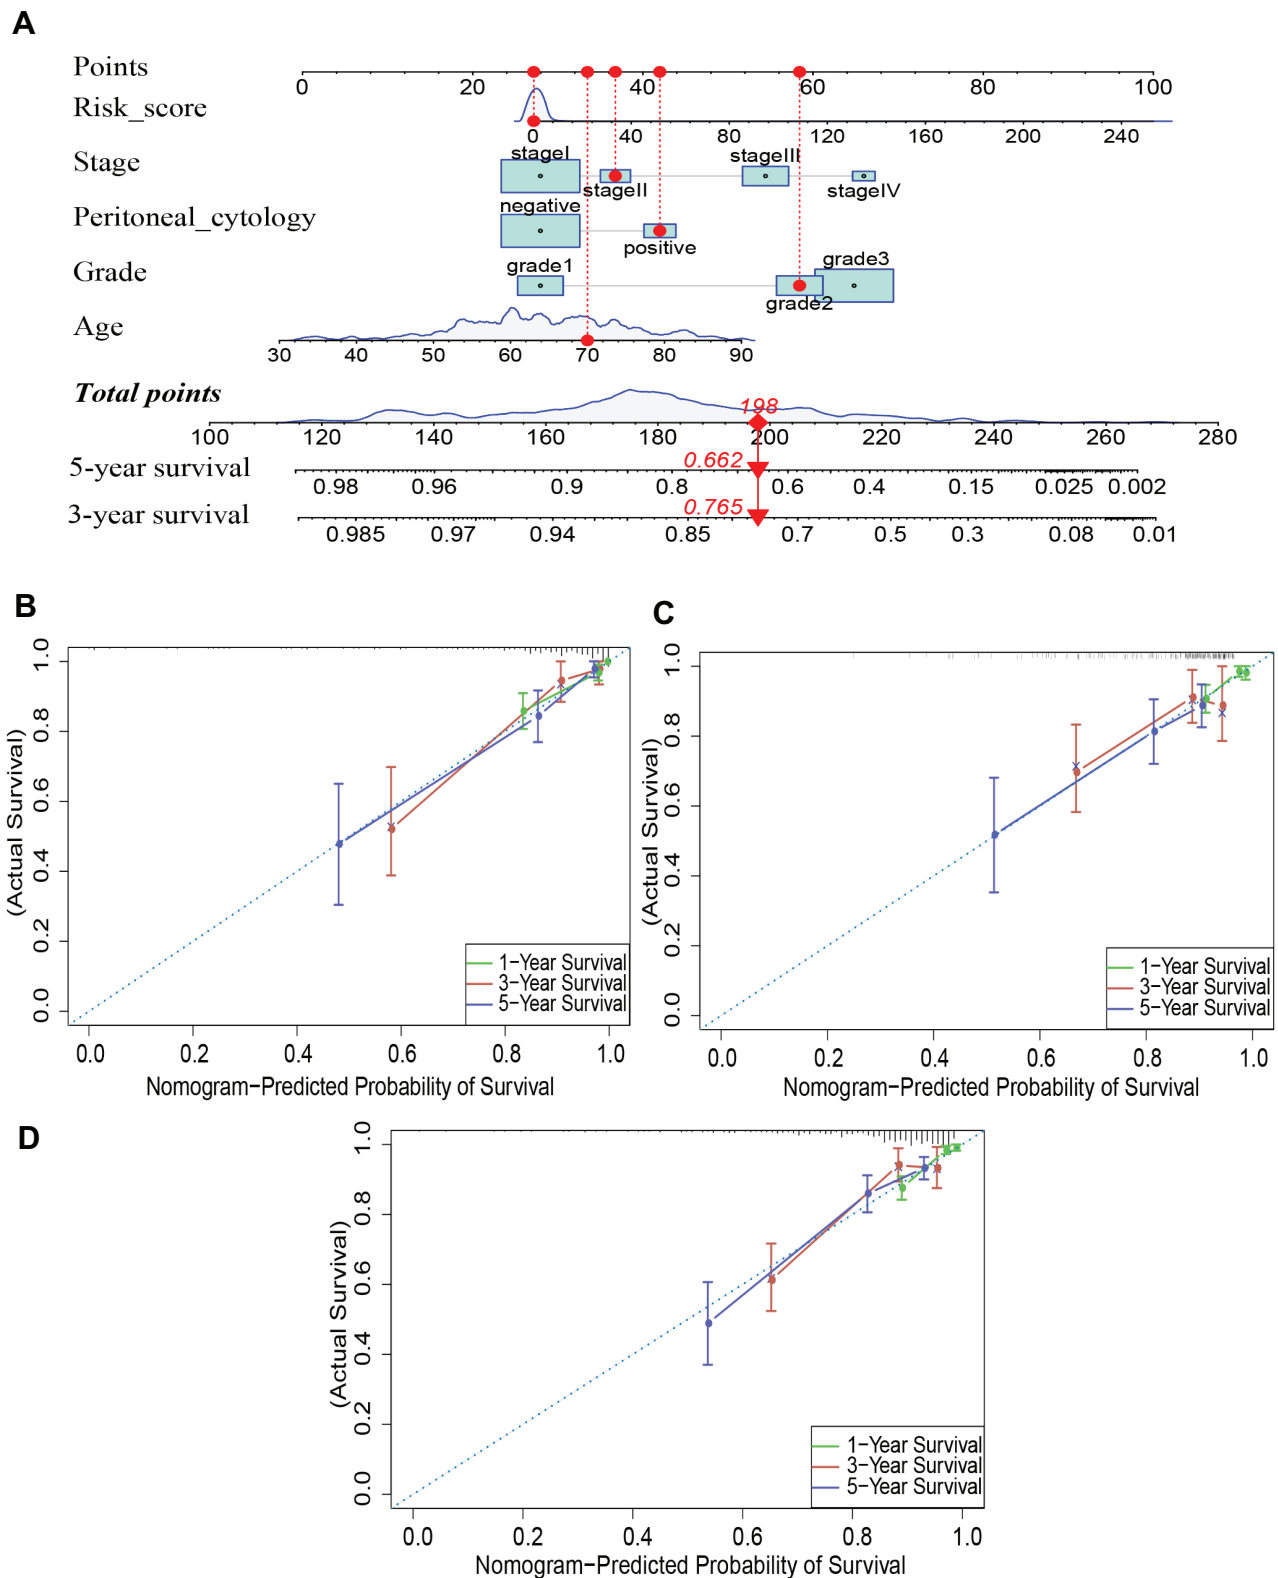 A
Points
0 20 40 60 100
Risk_score
0 40 80 120 160 200 240
Stage
stageI stageII stageIII stageIV
Peritoneal_cytology
negative positive
Grade
grade1 grade2 grade3
Age
30 40 50 60 70 80 90
Total points
198
100 120 140 160 180 200 220 240 260 280
5-year survival
0.662
0.98 0.96 0.9 0.8 0.6 0.4 0.15 0.025 0.002
3-year survival
0.765
0.985 0.97 0.94 0.85 0.7 0.5 0.3 0.08 0.01
B
(Actual Survival)
0.0 0.2 0.4 0.6 0.8 1.0
1−Year Survival
3−Year Survival
5−Year Survival
0.0 0.2 0.4 0.6 0.8 1.0
Nomogram−Predicted Probability of Survival
C
(Actual Survival)
0.0 0.2 0.4 0.6 0.8 1.0
1−Year Survival
3−Year Survival
5−Year Survival
0.0 0.2 0.4 0.6 0.8 1.0
Nomogram−Predicted Probability of Survival
D
(Actual Survival)
0.0 0.2 0.4 0.6 0.8 1.0
1−Year Survival
3−Year Survival
5−Year Survival
0.0 0.2 0.4 0.6 0.8 1.0
Nomogram−Predicted Probability of Survival